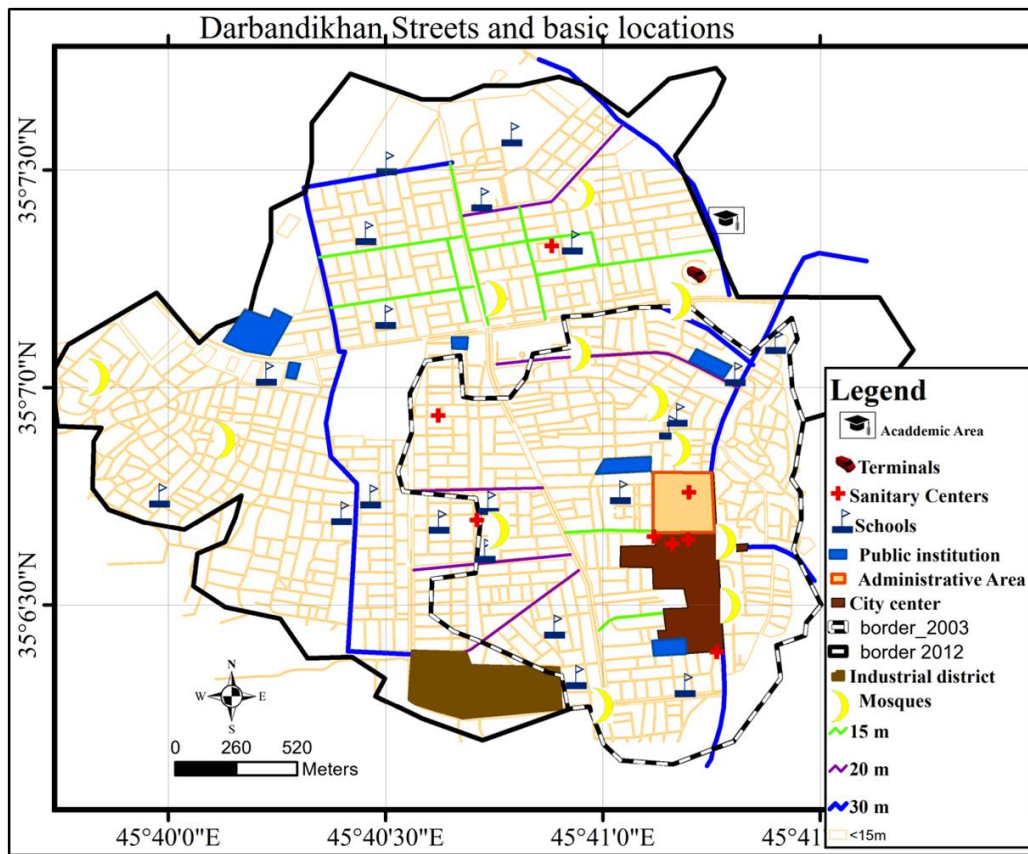 Darbandikhan Streets and basic locations
35°7'30"N
35°7'0"N
35°6'30"N
45°40'0"E
45°40'30"E
45°41'0"E
45°41'
N
W E
S
0 260 520
Meters
Legend
Acaddemic Area
Terminals
Sanitary Centers
Schools
Public institution
Administrative Area
City center
border_2003
border 2012
Industrial district
Mosques
15 m
20 m
30 m
<15m